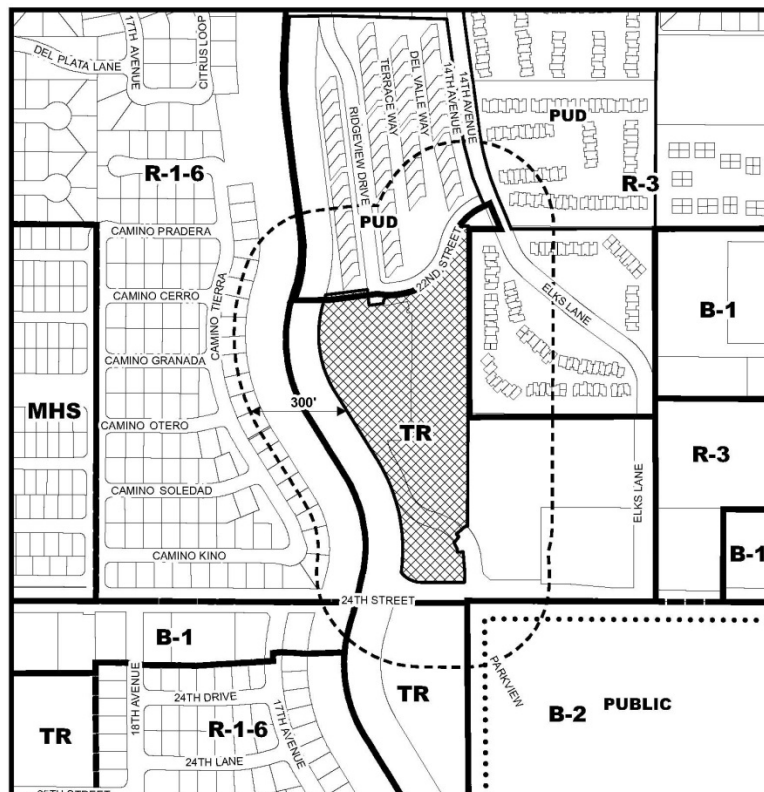 17TH AVENUE
CITRUS LOOP
DEL PLATA LANE
R-1-6
CAMINO PRADERA
CAMINO CERRO
CAMINO TIERRA
CAMINO GRANADA
CAMINO OTERO
CAMINO SOLEDAD
CAMINO KINO
MHS
RIDGEVIEW DRIVE
TERRACE WAY
DEL VALLE WAY
14TH AVENUE
14TH AVENUE
PUD
PUD
R-3
22ND STREET
ELKS LANE
B-1
300'
TR
R-3
ELKS LANE
B-1
24TH STREET
B-1
18TH AVENUE
24TH DRIVE
R-1-6
17TH AVENUE
24TH LANE
TR
TR
PARKVIEW
B-2
PUBLIC
STREET